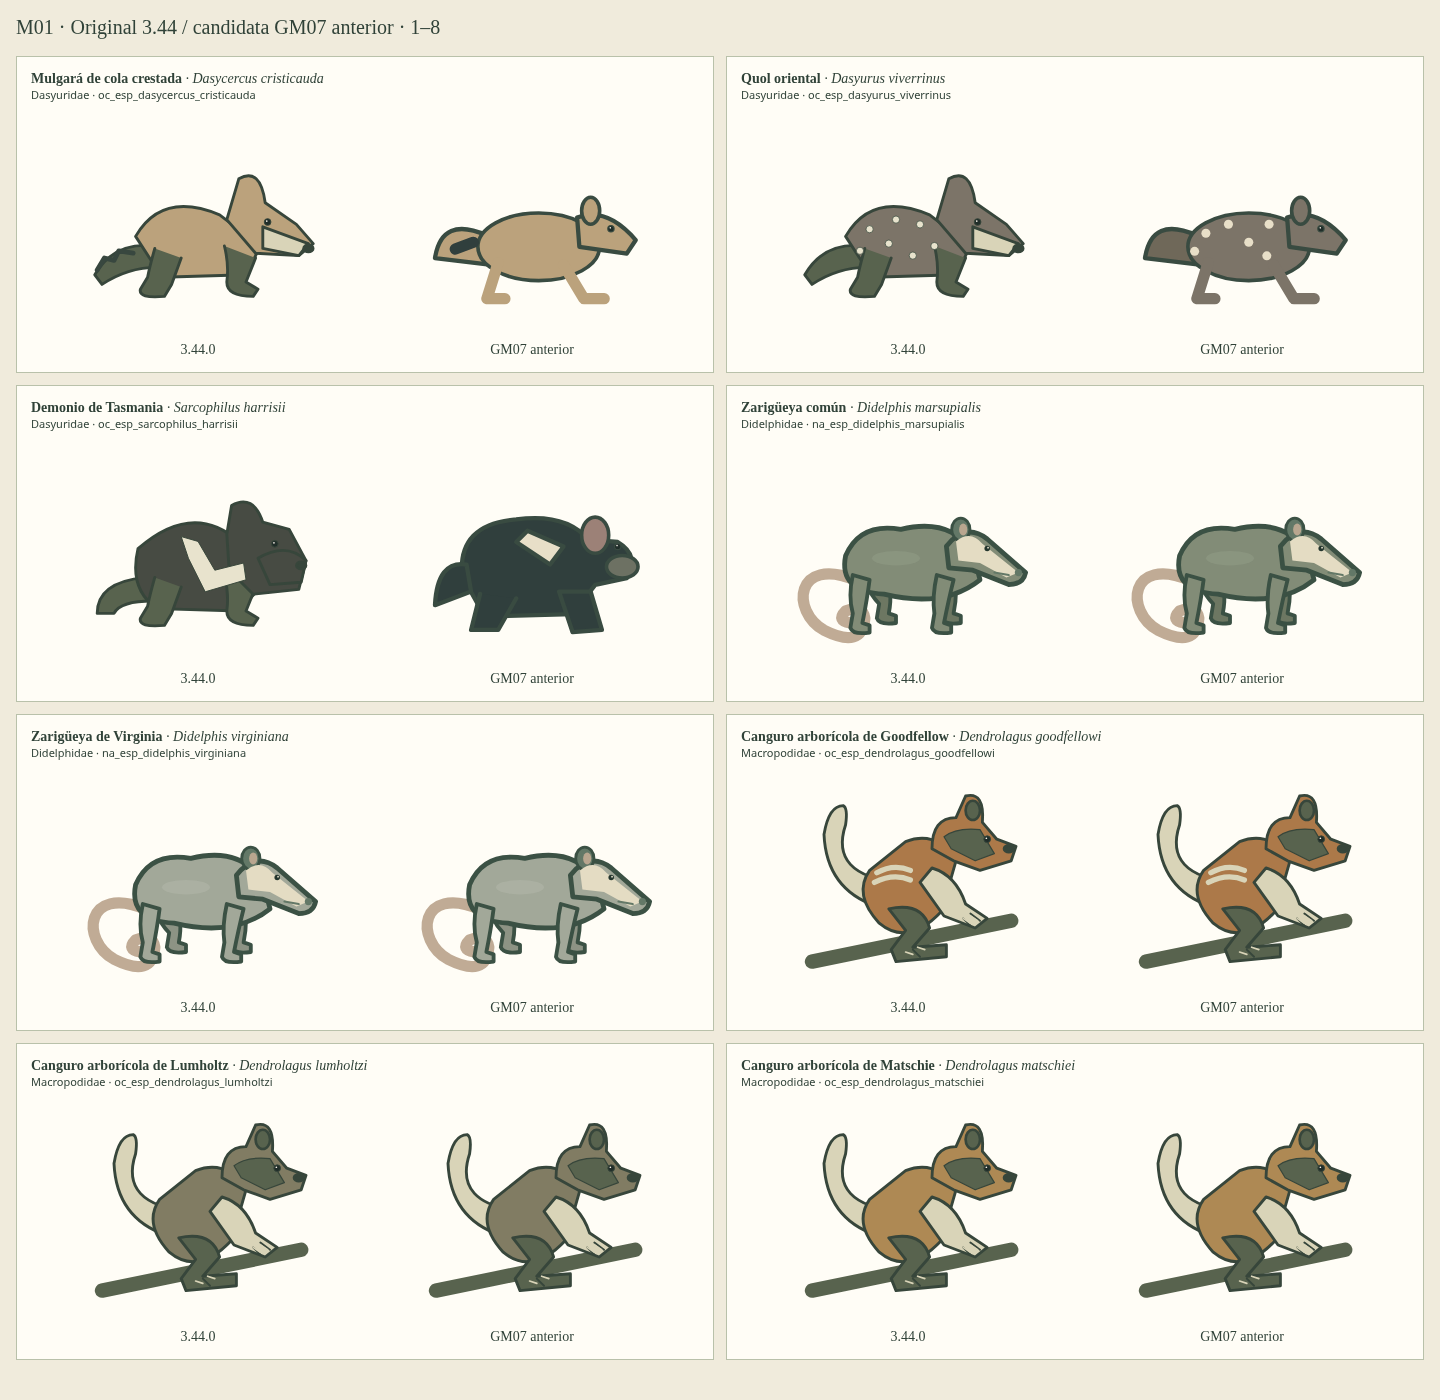 M01 · Original 3.44 / candidata GM07 anterior · 1–8
Mulgará de cola crestada · Dasycercus cristicauda
Dasyuridae · oc_esp_dasycercus_cristicauda
3.44.0
GM07 anterior
Quol oriental · Dasyurus viverrinus
Dasyuridae · oc_esp_dasyurus_viverrinus
3.44.0
GM07 anterior
Demonio de Tasmania · Sarcophilus harrisii
Dasyuridae · oc_esp_sarcophilus_harrisii
3.44.0
GM07 anterior
Zarigüeya común · Didelphis marsupialis
Didelphidae · na_esp_didelphis_marsupialis
3.44.0
GM07 anterior
Zarigüeya de Virginia · Didelphis virginiana
Didelphidae · na_esp_didelphis_virginiana
3.44.0
GM07 anterior
Canguro arborícola de Goodfellow · Dendrolagus goodfellowi
Macropodidae · oc_esp_dendrolagus_goodfellowi
3.44.0
GM07 anterior
Canguro arborícola de Lumholtz · Dendrolagus lumholtzi
Macropodidae · oc_esp_dendrolagus_lumholtzi
3.44.0
GM07 anterior
Canguro arborícola de Matschie · Dendrolagus matschiei
Macropodidae · oc_esp_dendrolagus_matschiei
3.44.0
GM07 anterior